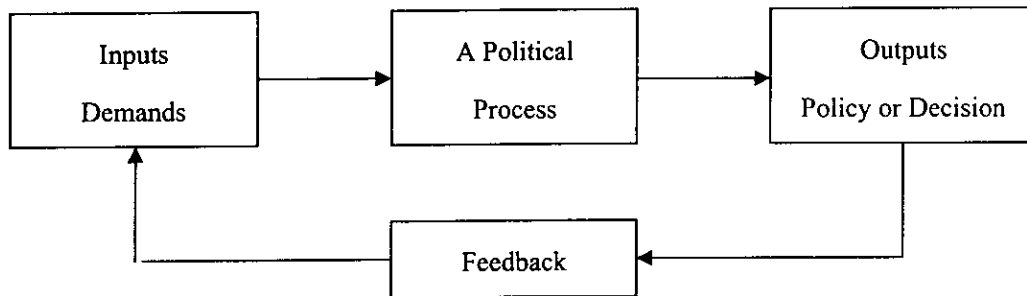 Inputs
Demands
A Political
Process
Outputs
Policy or Decision
Feedback